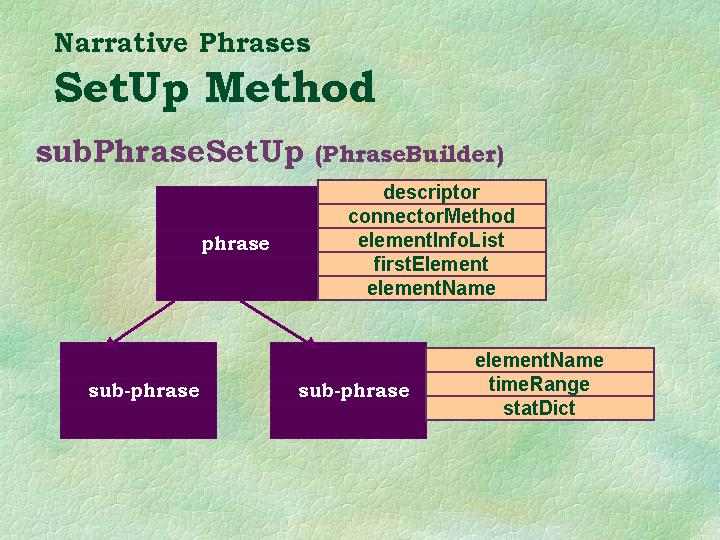 Narrative Phrases
SetUp Method
subPhraseSetUp (PhraseBuilder)
phrase
descriptor
connectorMethod
elementInfoList
firstElement
elementName
sub-phrase
sub-phrase
elementName
timeRange
statDict